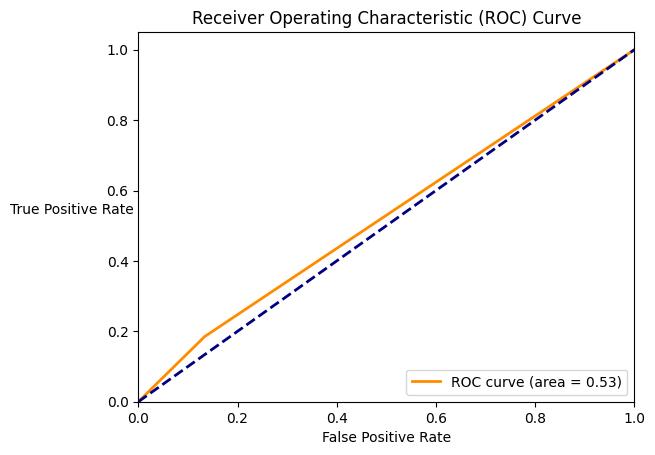 Receiver Operating Characteristic (ROC) Curve
1.0
0.8
0.6
True Positive Rate
0.4
0.2
0.0
ROC curve (area = 0.53)
0.0 0.2 0.4 0.6 0.8 1.0
False Positive Rate